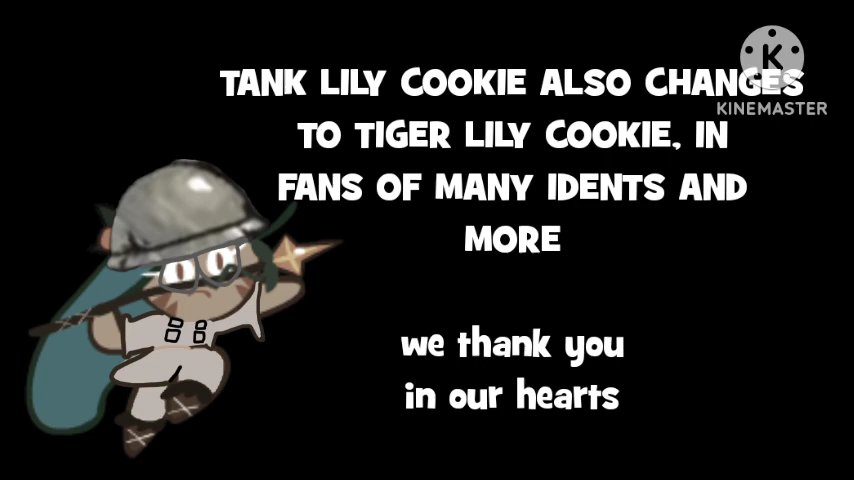 TANK LILY COOKIE ALSO CHANGES
TO TIGER LILY COOKIE, IN
FANS OF MANY IDENTS AND
MORE
we thank you
in our hearts
K
KINEMASTER
88